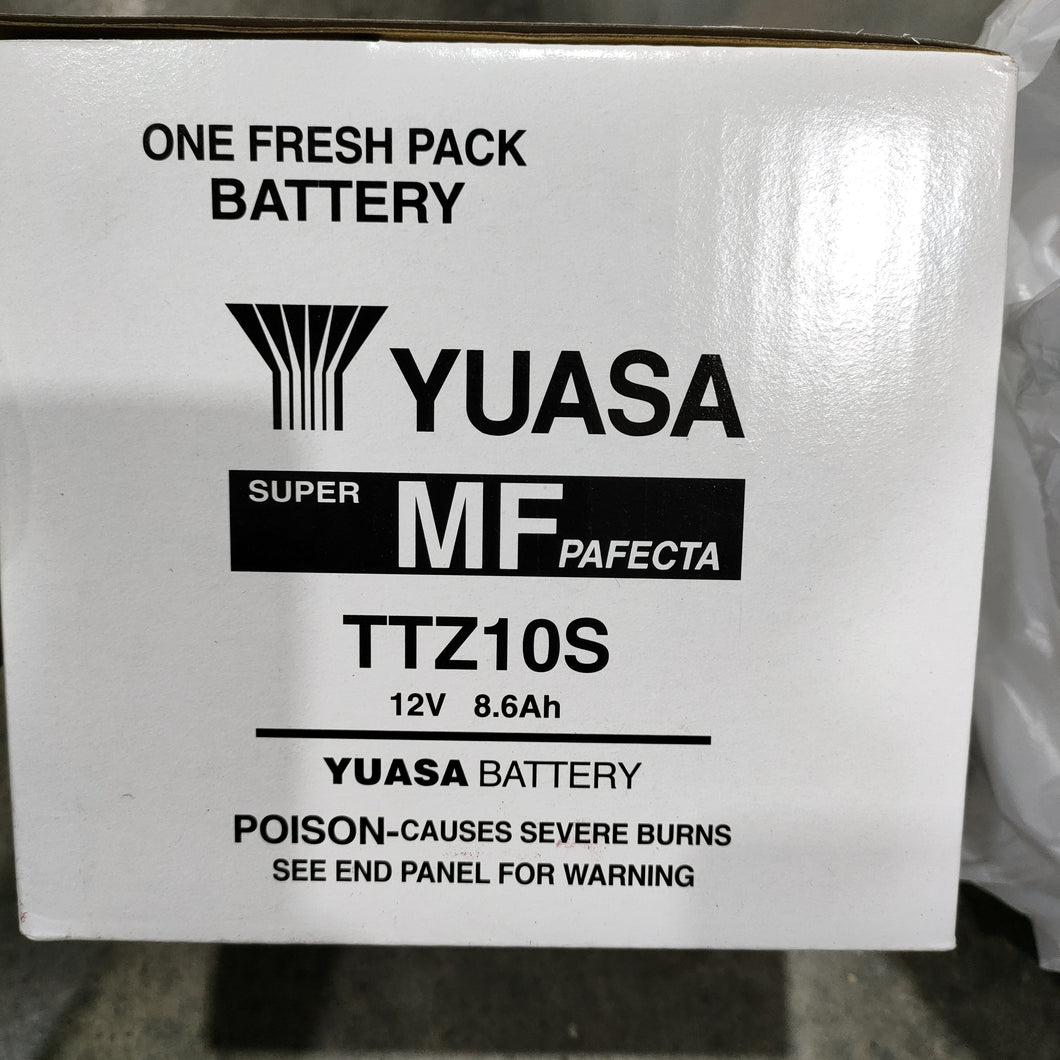 ONE FRESH PACK
BATTERY
YUASA
SUPER MF PAFECTA
TTZ10S
12V 8.6Ah
YUASA BATTERY
POISON-CAUSES SEVERE BURNS
SEE END PANEL FOR WARNING